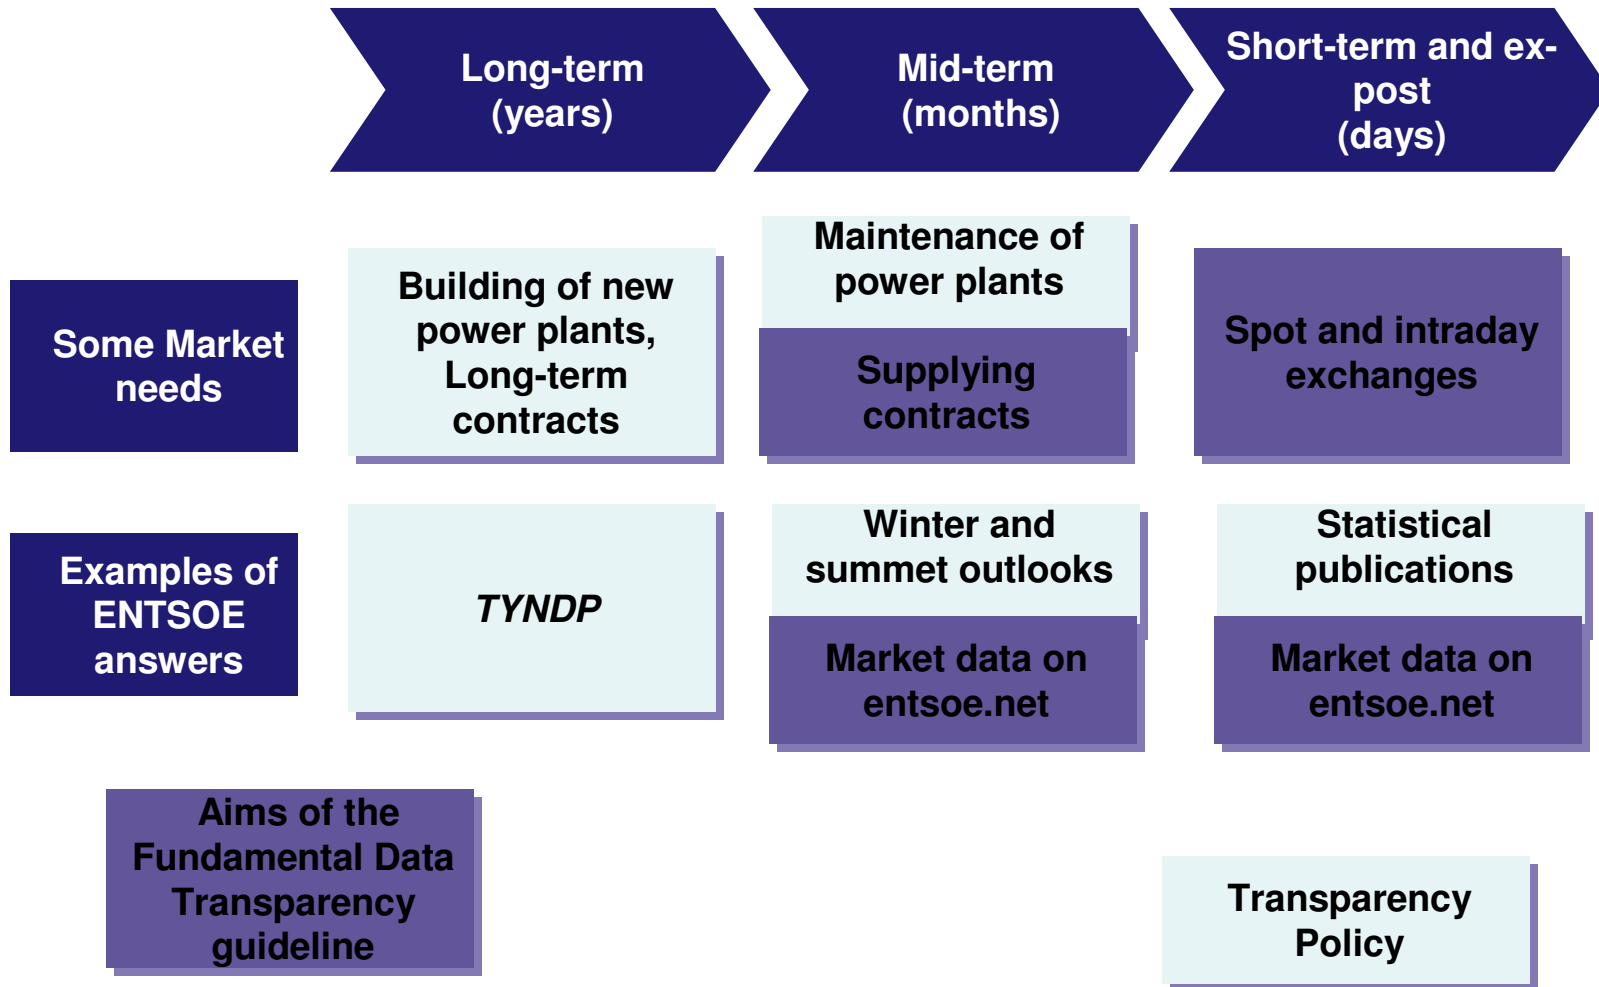 Long-term
(years)
Mid-term
(months)
Short-term and ex-
post
(days)
Some Market
needs
Building of new
power plants,
Long-term
contracts
Maintenance of
power plants
Supplying
contracts
Spot and intraday
exchanges
Examples of
ENTSOE
answers
TYNDP
Winter and
summet outlooks
Market data on
entsoe.net
Statistical
publications
Market data on
entsoe.net
Aims of the
Fundamental Data
Transparency
guideline
Transparency
Policy